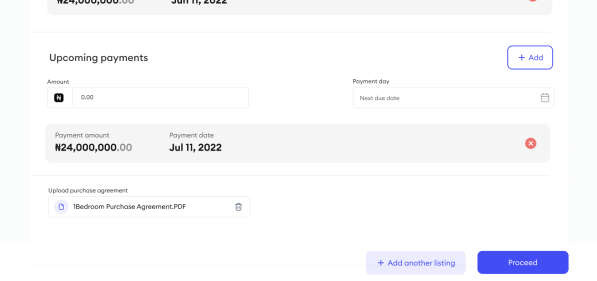 ₦24,000,000.00 Jun 11, 2022
Upcoming payments
+ Add
Amount
Payment day
₦ 0.00
Next due date
Payment amount Payment date
₦24,000,000.00 Jul 11, 2022
Upload purchase agreement
1Bedroom Purchase Agreement.PDF
+ Add another listing
Proceed